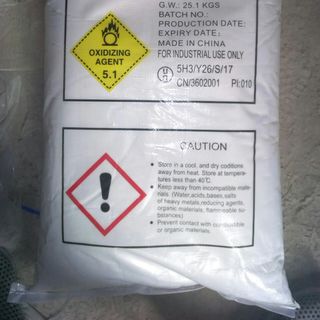 OXIDIZING
AGENT
5.1
G.W.: 25.1 KGS
BATCH NO.:
PRODUCTION DATE:
EXPIRY DATE:
MADE IN CHINA
FOR INDUSTRIAL USE ONLY
5H3/Y26/S/17
CN/3602001 PI:010
CAUTION
• Store in a cool, and dry coditions
away from heat. Store at tempera-
tures less than 40℃.
• Keep away from incompatible mate-
rials (Water,acids,bases,salts
of heavy metals,reducing agents,
organic materials, flammable su-
bstances)
• Prevent contact with combustible
or organic materials.